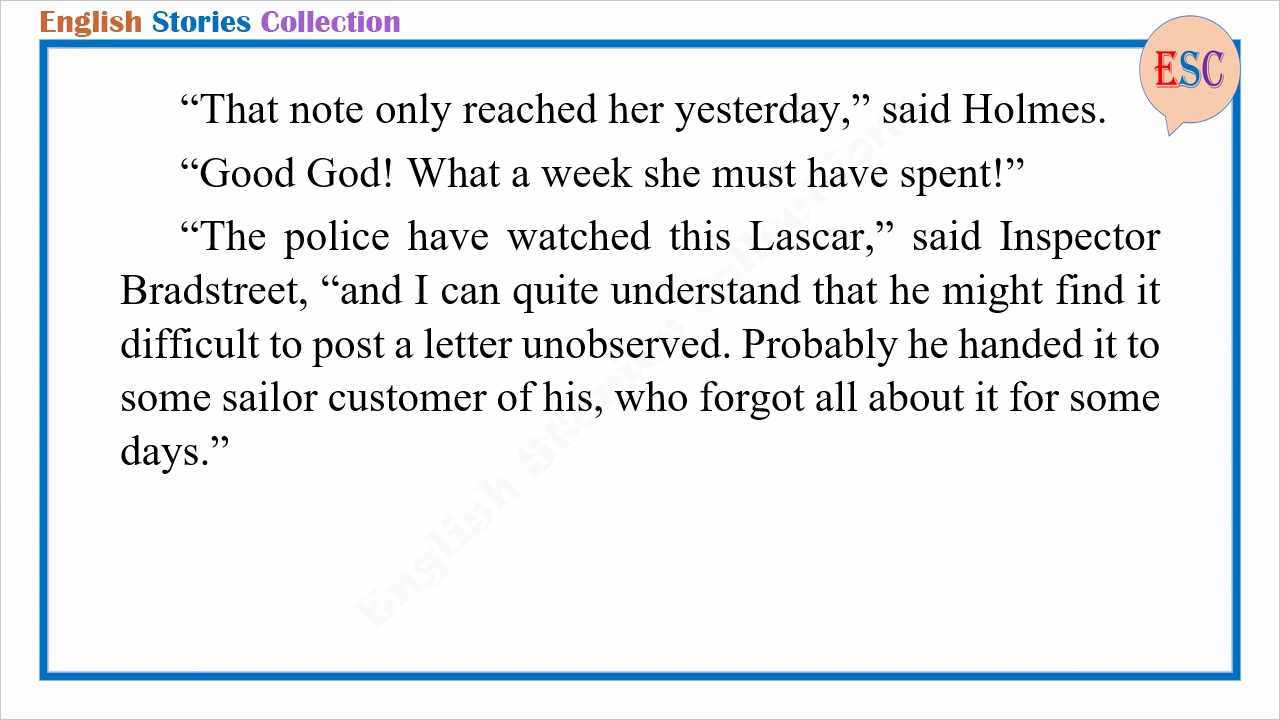 English Stories Collection
ESC
“That note only reached her yesterday,” said Holmes.
“Good God! What a week she must have spent!”
“The police have watched this Lascar,” said Inspector
Bradstreet, “and I can quite understand that he might find it
difficult to post a letter unobserved. Probably he handed it to
some sailor customer of his, who forgot all about it for some
days.”
English Stories Collection